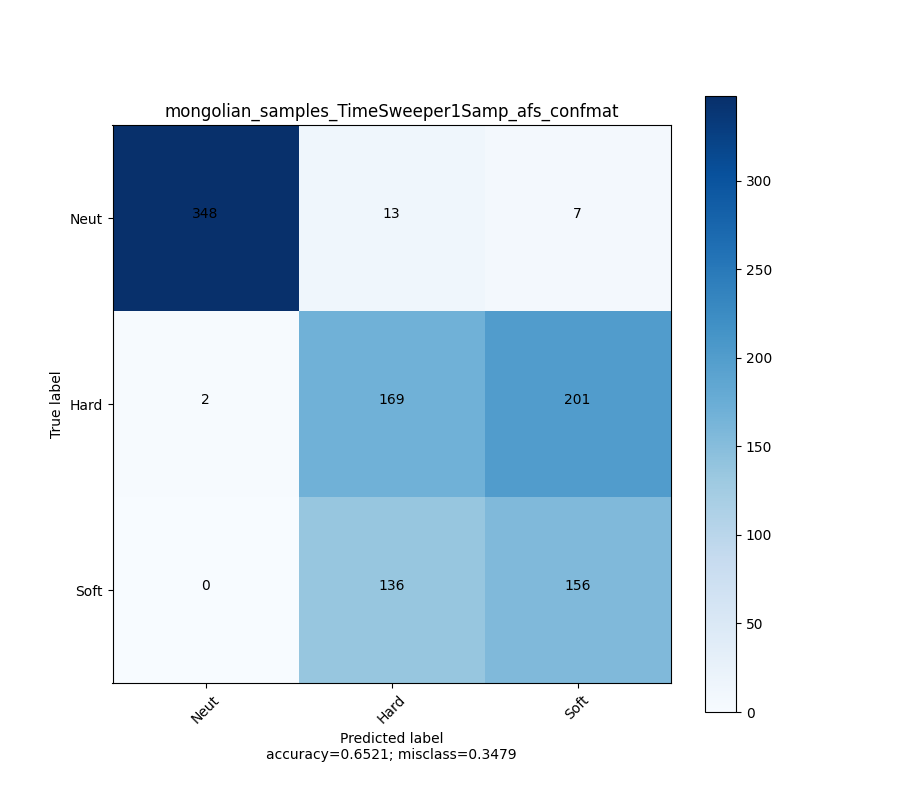 mongolian_samples_TimeSweeper1Samp_afs_confmat
Neut 348 13 7
Hard 2 169 201
Soft 0 136 156
True label
Neut Hard Soft
Predicted label
accuracy=0.6521; misclass=0.3479
300
250
200
150
100
50
0